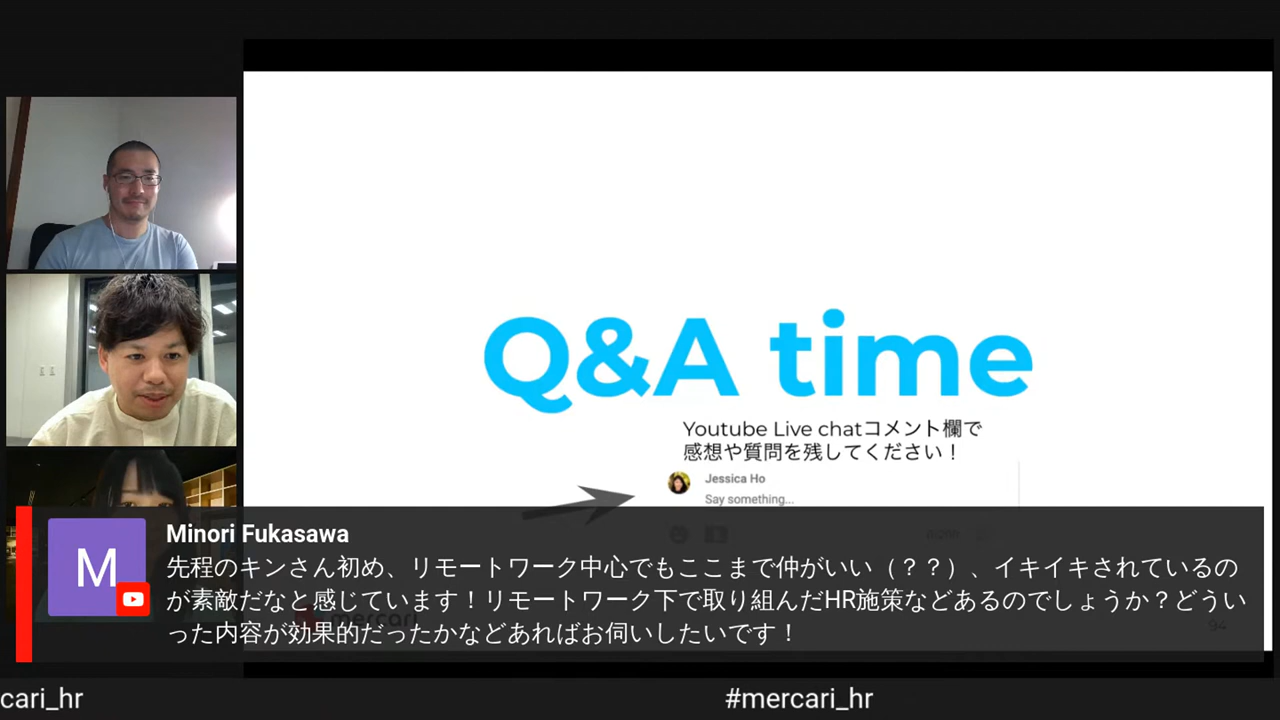 Q&A time
Youtube Live chatコメント欄で
感想や質問を残してください！
Jessica Ho
Say something...
M
Minori Fukasawa
先程のキンさん初め、リモートワーク中心でもここまで仲がいい（？？）、イキイキされているの
が素敵だなと感じています！リモートワーク下で取り組んだHR施策などあるのでしょうか？どうい
った内容が効果的だったかなどあればお伺いしたいです！
mercari
94
cari_hr
#mercari_hr